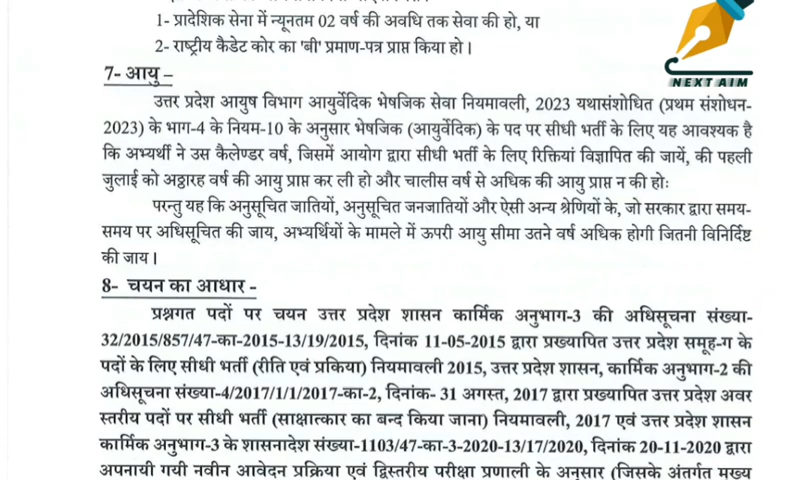 1- प्रादेशिक सेना में न्यूनतम 02 वर्ष की अवधि तक सेवा की हो, या
2- राष्ट्रीय कैडेट कोर का 'बी' प्रमाण-पत्र प्राप्त किया हो।
NEXT AIM
7- आयु –
उत्तर प्रदेश आयुष विभाग आयुर्वेदिक भेषजिक सेवा नियमावली, 2023 यथासंशोधित (प्रथम संशोधन-
2023) के भाग-4 के नियम-10 के अनुसार भेषजिक (आयुर्वेदिक) के पद पर सीधी भर्ती के लिए यह आवश्यक है
कि अभ्यर्थी ने उस कैलेण्डर वर्ष, जिसमें आयोग द्वारा सीधी भर्ती के लिए रिक्तियां विज्ञापित की जायें, की पहली
जुलाई को अठ्ठारह वर्ष की आयु प्राप्त कर ली हो और चालीस वर्ष से अधिक की आयु प्राप्त न की होः
परन्तु यह कि अनुसूचित जातियों, अनुसूचित जनजातियों और ऐसी अन्य श्रेणियों के, जो सरकार द्वारा समय-
समय पर अधिसूचित की जाय, अभ्यर्थियों के मामले में ऊपरी आयु सीमा उतने वर्ष अधिक होगी जितनी विनिर्दिष्ट
की जाय।
8- चयन का आधार -
प्रश्नगत पदों पर चयन उत्तर प्रदेश शासन कार्मिक अनुभाग-3 की अधिसूचना संख्या-
32/2015/857/47-का-2015-13/19/2015, दिनांक 11-05-2015 द्वारा प्रख्यापित उत्तर प्रदेश समूह-ग के
पदों के लिए सीधी भर्ती (रीति एवं प्रकिया) नियमावली 2015, उत्तर प्रदेश शासन, कार्मिक अनुभाग-2 की
अधिसूचना संख्या-4/2017/1/1/2017-का-2, दिनांक- 31 अगस्त, 2017 द्वारा प्रख्यापित उत्तर प्रदेश अवर
स्तरीय पदों पर सीधी भर्ती (साक्षात्कार का बन्द किया जाना) नियमावली, 2017 एवं उत्तर प्रदेश शासन
कार्मिक अनुभाग-3 के शासनादेश संख्या-1103/47-का-3-2020-13/17/2020, दिनांक 20-11-2020 द्वारा
अपनायी गयी नवीन आवेदन प्रक्रिया एवं द्विस्तरीय परीक्षा प्रणाली के अनुसार (जिसके अंतर्गत मुख्य